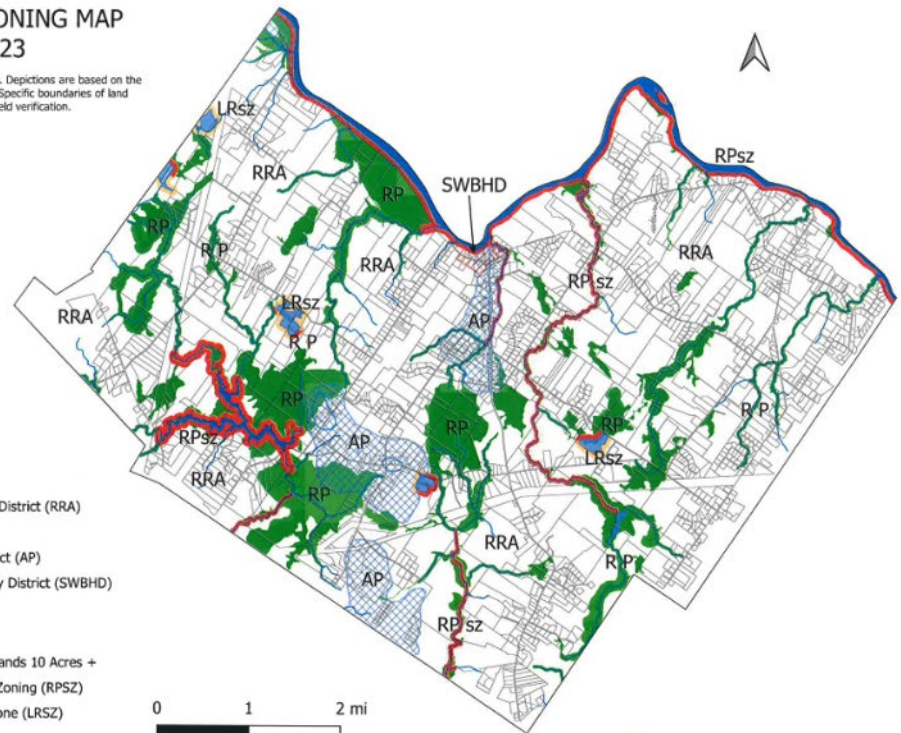 ONING MAP
23
. Depictions are based on the
Specific boundaries of land
eld verification.
LRsz
RRA
RP
SWBHD
RPsz
RP
R P
RRA
RRA
RP sz
LRsz
RRA
R P
AP
RP
RP
R P
AP
RP
RPsz
LRsz
RRA
RP
RRA
AP
R P
RP sz
District (RRA)
ct (AP)
y District (SWBHD)
ands 10 Acres +
Zoning (RPSZ)
one (LRSZ)
0 1 2 mi